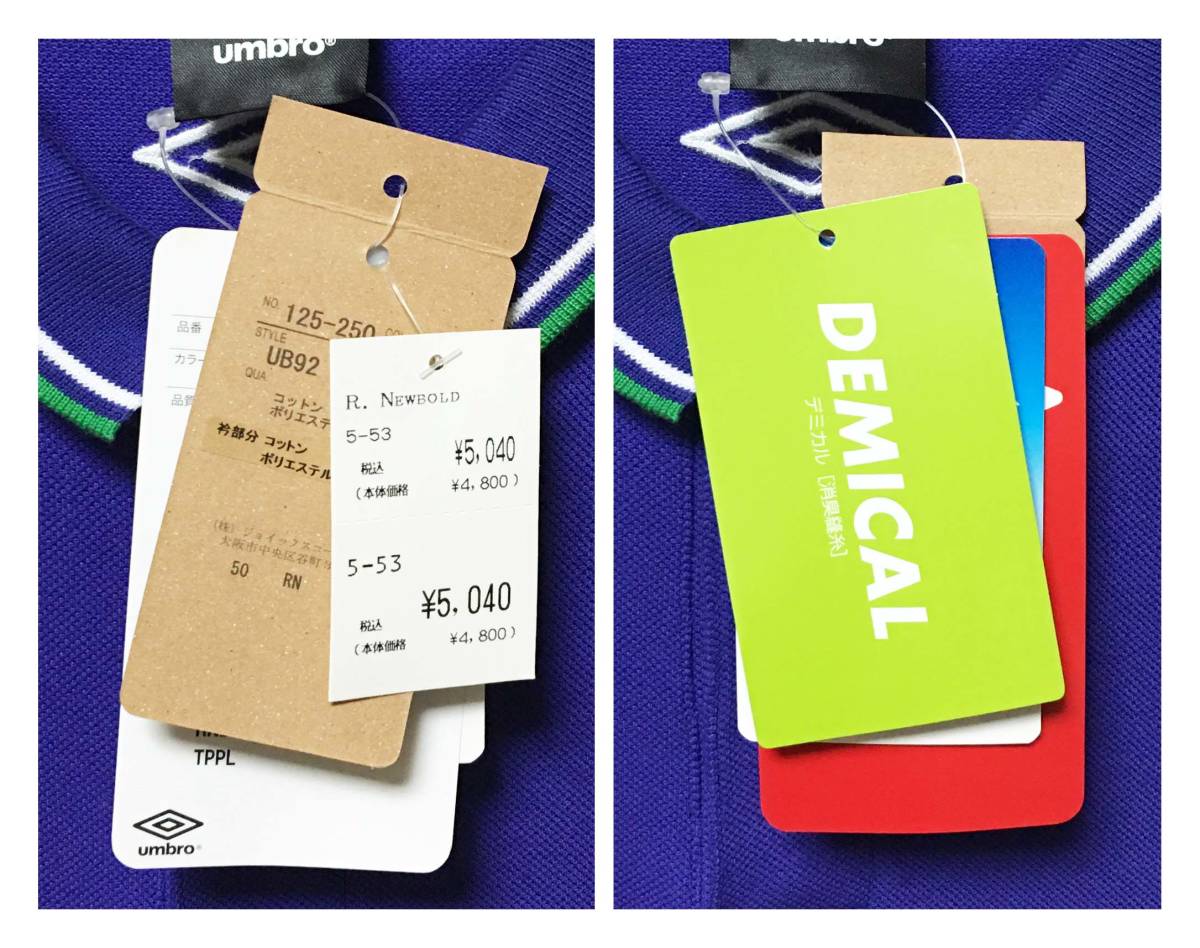 umbro®
品番
カラー
品質
NO. 125-250
STYLE
UB92
QUA.
コットン
ポリエステ
衿部分 コットン
ポリエステル
(株)ジョイックスコー
大阪市中央区谷町
50 RN
R. NEWBOLD
5-53
¥5,040
税込
(本体価格 ¥4,800)
5-53
¥5,040
税込
(本体価格 ¥4,800)
TPPL
umbro®
umbro®
DEMICAL
デミカル[消臭縫糸]